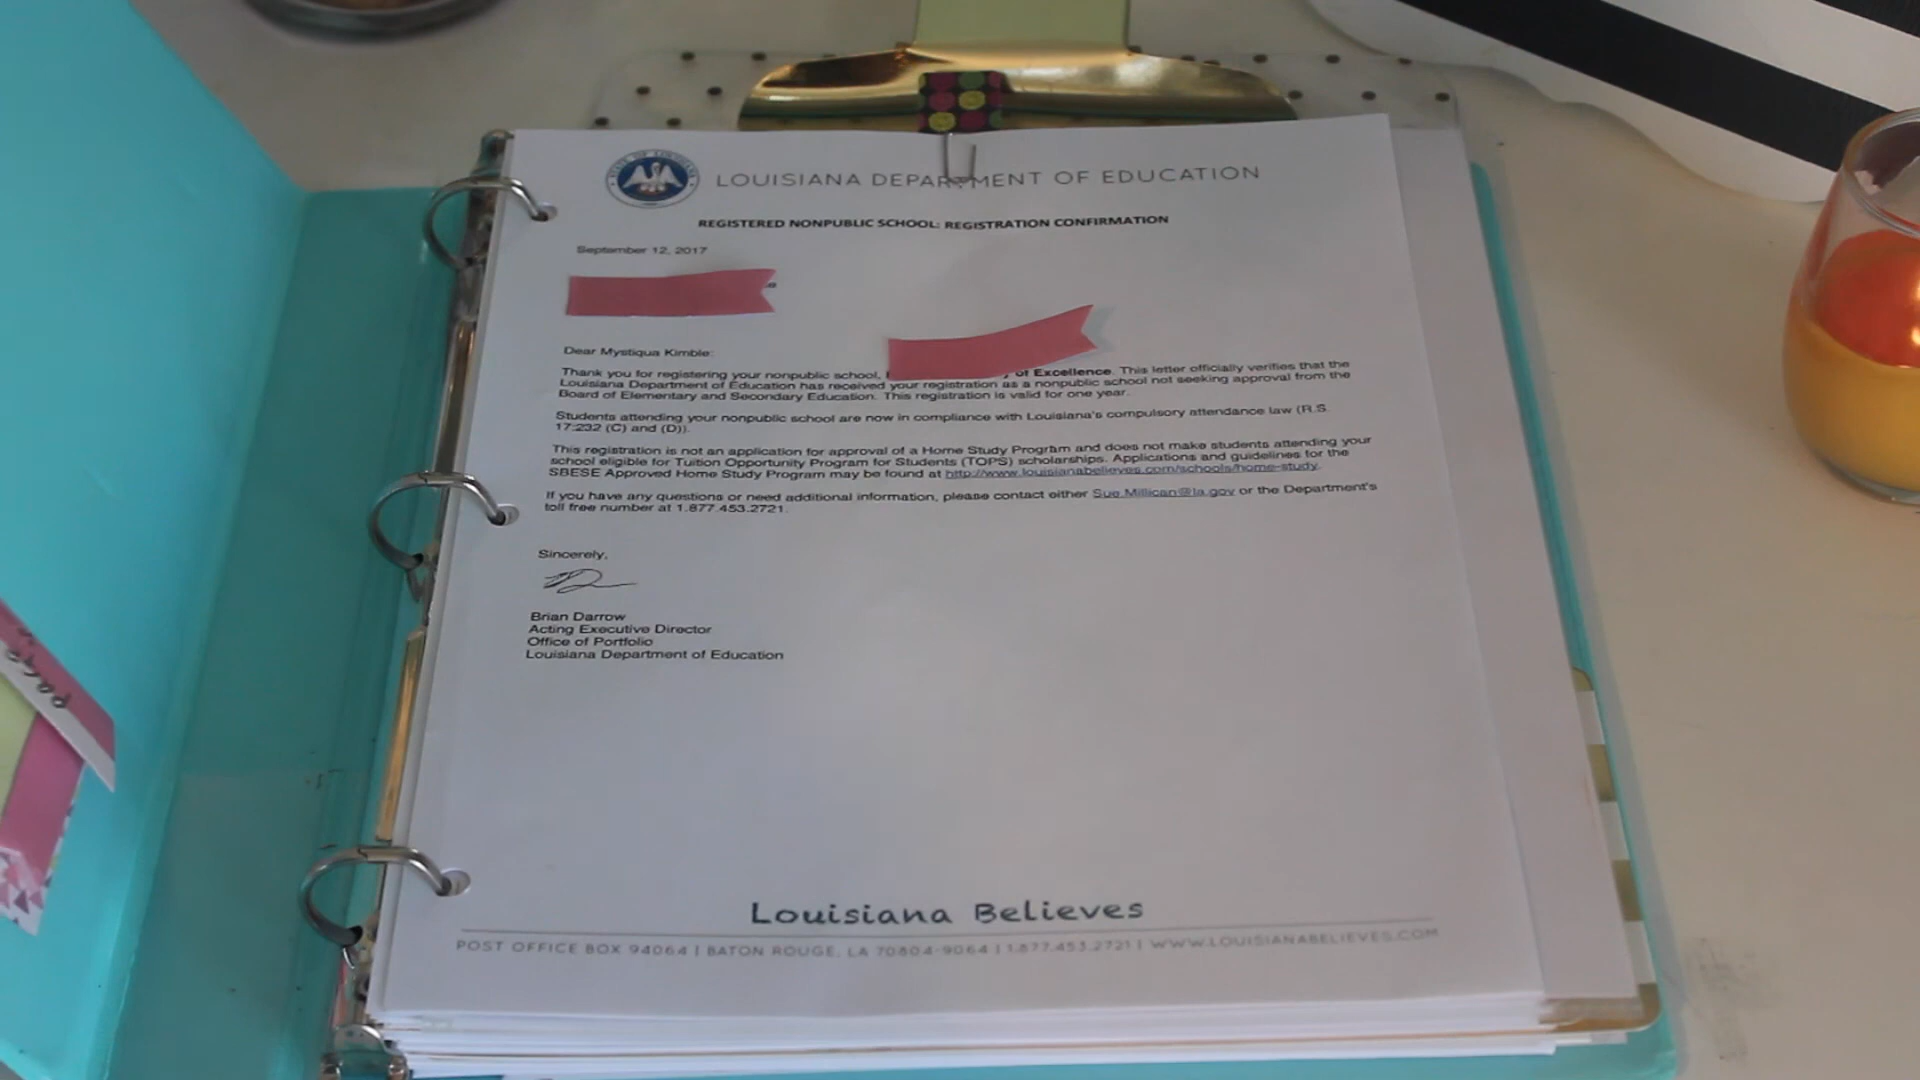 LOUISIANA DEPARTMENT OF EDUCATION
REGISTERED NONPUBLIC SCHOOL: REGISTRATION CONFIRMATION
September 12, 2017
Dear Mystiqua Kimble:
Thank you for registering your nonpublic school, of Excellence. This letter officially verifies that the
Louisiana Department of Education has received your registration as a nonpublic school not seeking approval from the
Board of Elementary and Secondary Education. This registration is valid for one year.
Students attending your nonpublic school are now in compliance with Louisiana's compulsory attendance law (R.S.
17:232 (C) and (D)).
This registration is not an application for approval of a Home Study Program and does not make students attending your
school eligible for Tuition Opportunity Program for Students (TOPS) scholarships. Applications and guidelines for the
SBESE Approved Home Study Program may be found at http://www.louisianabelieves.com/schools/home-study.
If you have any questions or need additional information, please contact either Sue.Millican@la.gov or the Department's
toll free number at 1.877.453.2721.
Sincerely,
Brian Darrow
Acting Executive Director
Office of Portfolio
Louisiana Department of Education
Louisiana Believes
POST OFFICE BOX 94064 | BATON ROUGE, LA 70804-9064 | 1.877.453.2721 | WWW.LOUISIANABELIEVES.COM